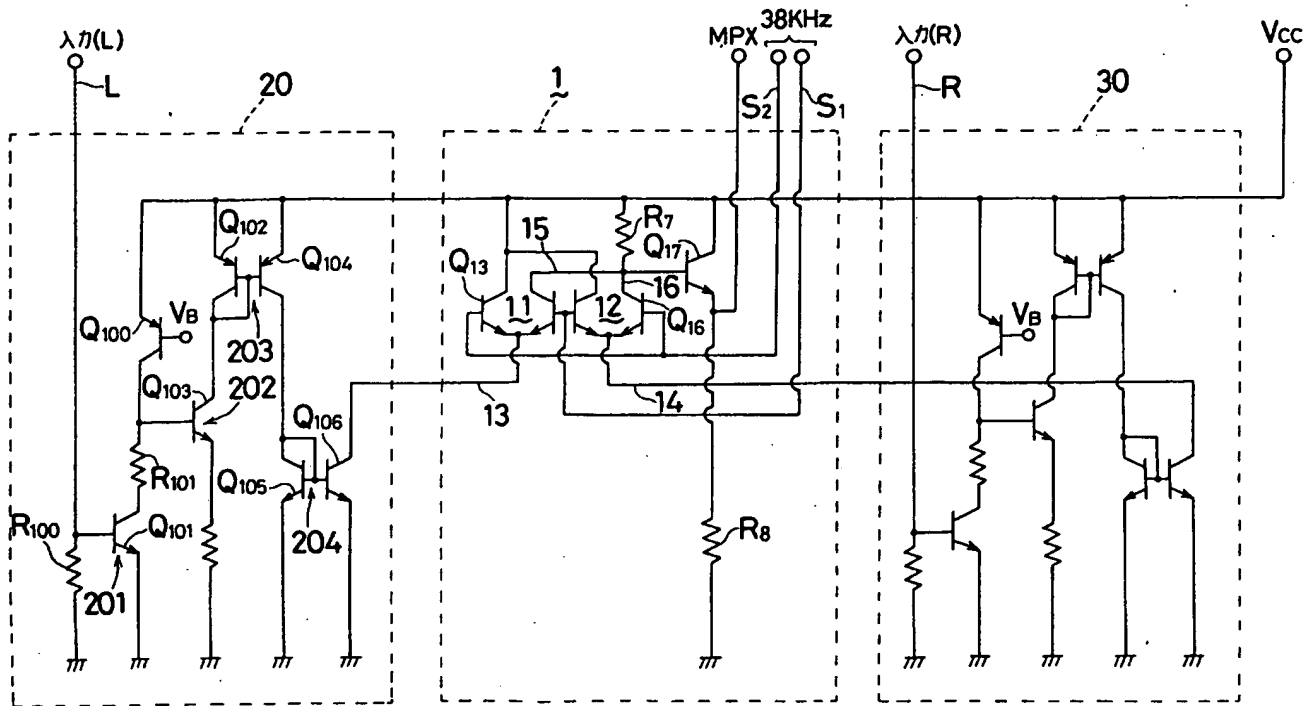 入力(L)
L
20
1
MPX
38KHz
S2
S1
入力(R)
R
30
VCC
Q102
Q104
Q100
VB
203
Q103
202
Q106
R101
Q105
R100
Q101
204
201
R7
15
Q17
Q13
16
11
12
Q16
13
14
R8
VB